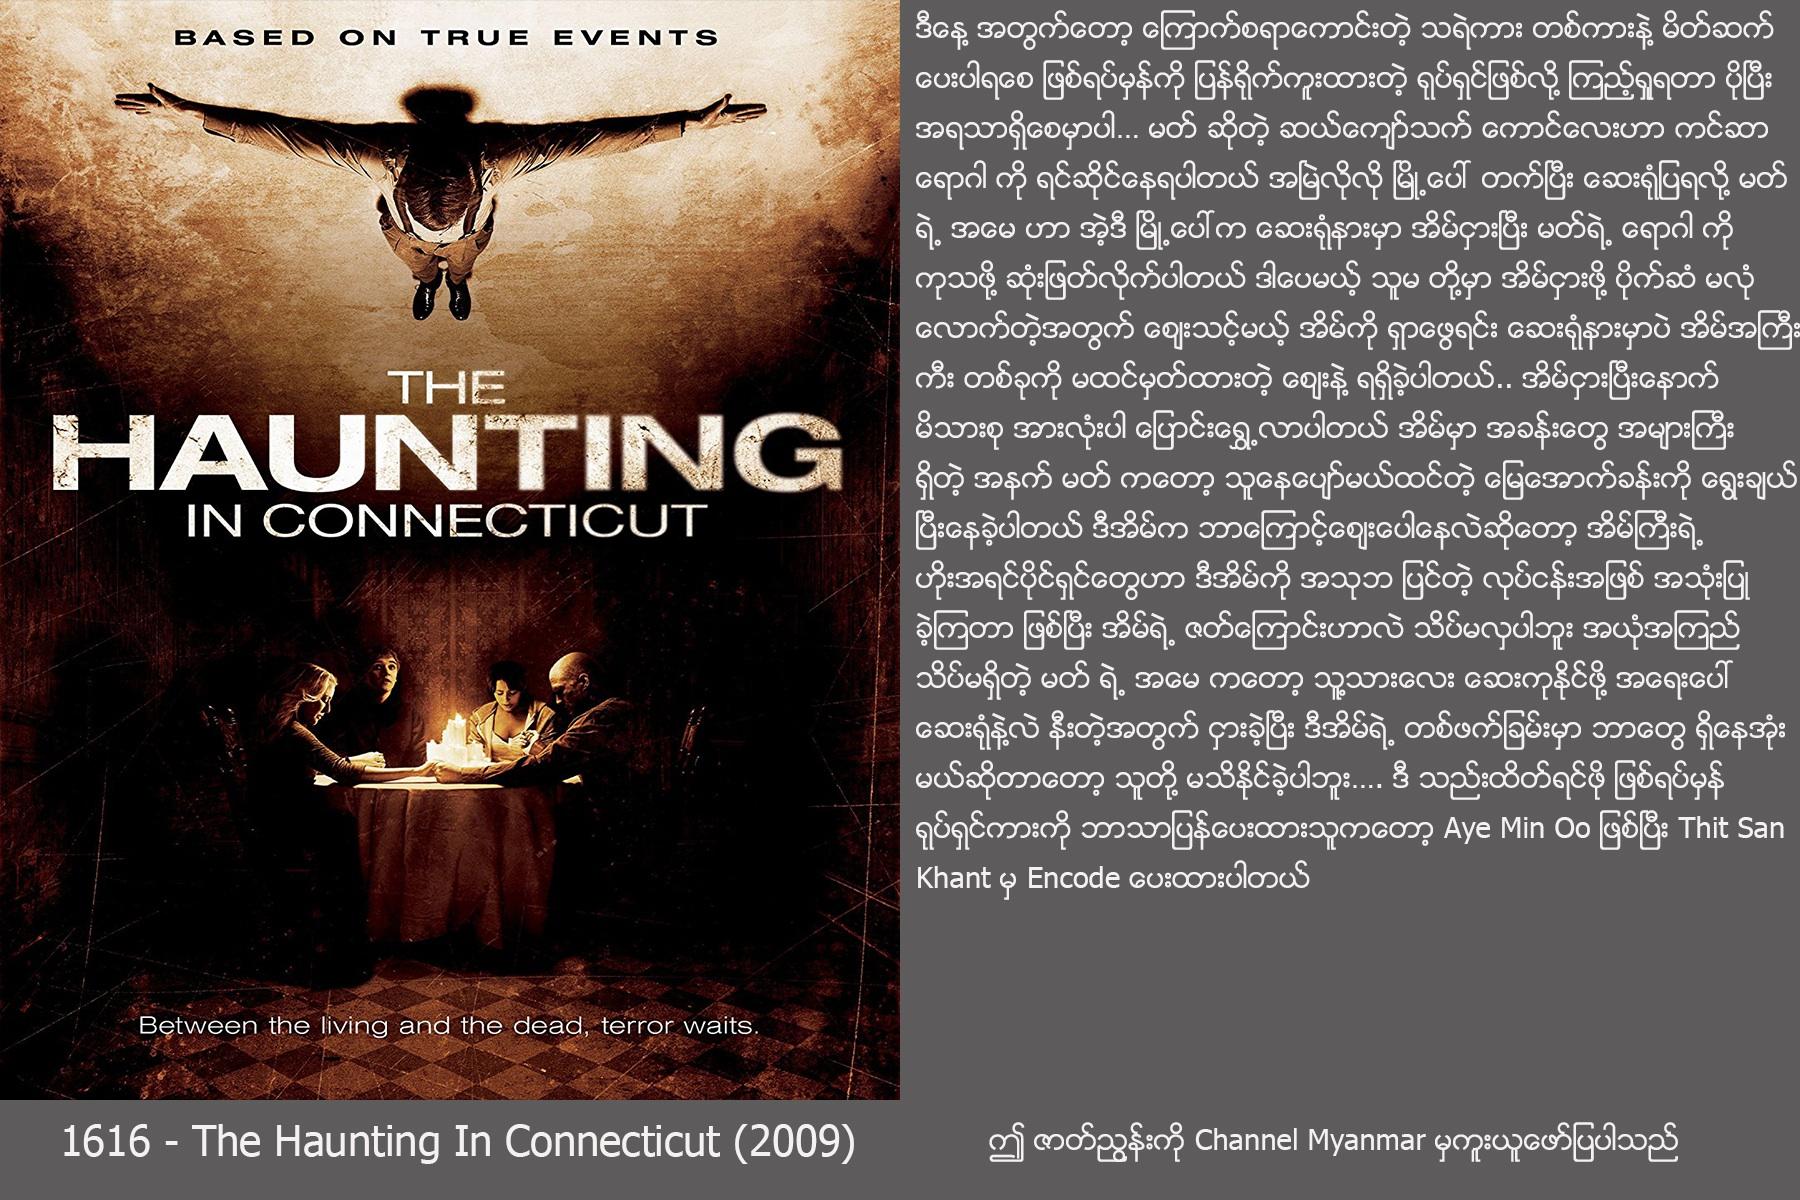 BASED ON TRUE EVENTS
THE
HAUNTING
IN CONNECTICUT
Between the living and the dead, terror waits.
1616 - The Haunting In Connecticut (2009)
ဒီနေ့ အတွက်တော့ ကြောက်စရာကောင်းတဲ့ သရဲကား တစ်ကားနဲ့ မိတ်ဆက်
ပေးပါရစေ ဖြစ်ရပ်မှန်ကို ပြန်ရိုက်ကူးထားတဲ့ ရုပ်ရှင်ဖြစ်လို့ ကြည့်ရှုရတာ ပိုပြီး
အရသာရှိစေမှာပါ... မတ် ဆိုတဲ့ ဆယ်ကျော်သက် ကောင်လေးဟာ ကင်ဆာ
ရောဂါ ကို ရင်ဆိုင်နေရပါတယ် အမြဲလိုလို မြို့ပေါ် တက်ပြီး ဆေးရုံပြရလို့ မတ်
ရဲ့ အမေ ဟာ အဲ့ဒီ မြို့ပေါ်က ဆေးရုံနားမှာ အိမ်ငှားပြီး မတ်ရဲ့ ရောဂါ ကို
ကုသဖို့ ဆုံးဖြတ်လိုက်ပါတယ် ဒါပေမယ့် သူမ တို့မှာ အိမ်ငှားဖို့ ပိုက်ဆံ မလုံ
လောက်တဲ့အတွက် ဈေးသင့်မယ့် အိမ်ကို ရှာဖွေရင်း ဆေးရုံနားမှာပဲ အိမ်အကြီး
ကီး တစ်ခုကို မထင်မှတ်ထားတဲ့ ဈေးနဲ့ ရရှိခဲ့ပါတယ်.. အိမ်ငှားပြီးနောက်
မိသားစု အားလုံးပါ ပြောင်းရွှေ့လာပါတယ် အိမ်မှာ အခန်းတွေ အများကြီး
ရှိတဲ့ အနက် မတ် ကတော့ သူနေပျော်မယ်ထင်တဲ့ မြေအောက်ခန်းကို ရွေးချယ်
ပြီးနေခဲ့ပါတယ် ဒီအိမ်က ဘာကြောင့်ဈေးပေါနေလဲဆိုတော့ အိမ်ကြီးရဲ့
ဟိုးအရင်ပိုင်ရှင်တွေဟာ ဒီအိမ်ကို အသုဘ ပြင်တဲ့ လုပ်ငန်းအဖြစ် အသုံးပြု
ခဲ့ကြတာ ဖြစ်ပြီး အိမ်ရဲ့ ဇတ်ကြောင်းဟာလဲ သိပ်မလှပါဘူး အယုံအကြည်
သိပ်မရှိတဲ့ မတ် ရဲ့ အမေ ကတော့ သူ့သားလေး ဆေးကုနိုင်ဖို့ အရေးပေါ်
ဆေးရုံနဲ့လဲ နီးတဲ့အတွက် ငှားခဲ့ပြီး ဒီအိမ်ရဲ့ တစ်ဖက်ခြမ်းမှာ ဘာတွေ ရှိနေအုံး
မယ်ဆိုတာတော့ သူတို့ မသိနိုင်ခဲ့ပါဘူး.... ဒီ သည်းထိတ်ရင်ဖို ဖြစ်ရပ်မှန်
ရုပ်ရှင်ကားကို ဘာသာပြန်ပေးထားသူကတော့ Aye Min Oo ဖြစ်ပြီး Thit San
Khant မှ Encode ပေးထားပါတယ်
ဤ ဇာတ်ညွှန်းကို Channel Myanmar မှကူးယူဖော်ပြပါသည်